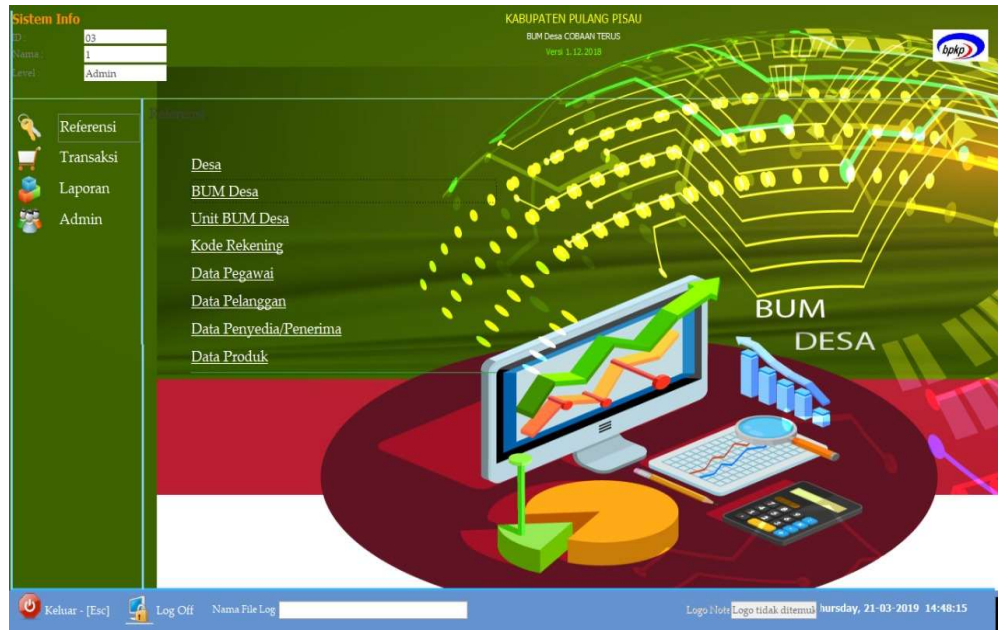 Sistem Info
ID :
03
Nama :
1
Level
Admin
KABUPATEN PULANG PISAU
BUM Desa COBAAN TERUS
Versi 1.12.2018
bpkp
Referensi
Transaksi
Laporan
Admin
Referensi
Desa
BUM Desa
Unit BUM Desa
Kode Rekening
Data Pegawai
Data Pelanggan
Data Penyedia/Penerima
Data Produk
BUM
DESA
Keluar - [Esc]
Log Off
Nama File Log
Logo Note
Logo tidak ditemuk
hursday, 21-03-2019 14:48:15